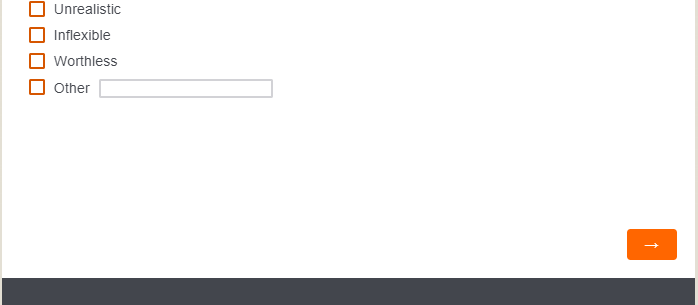 Unrealistic
Inflexible
Worthless
Other
→